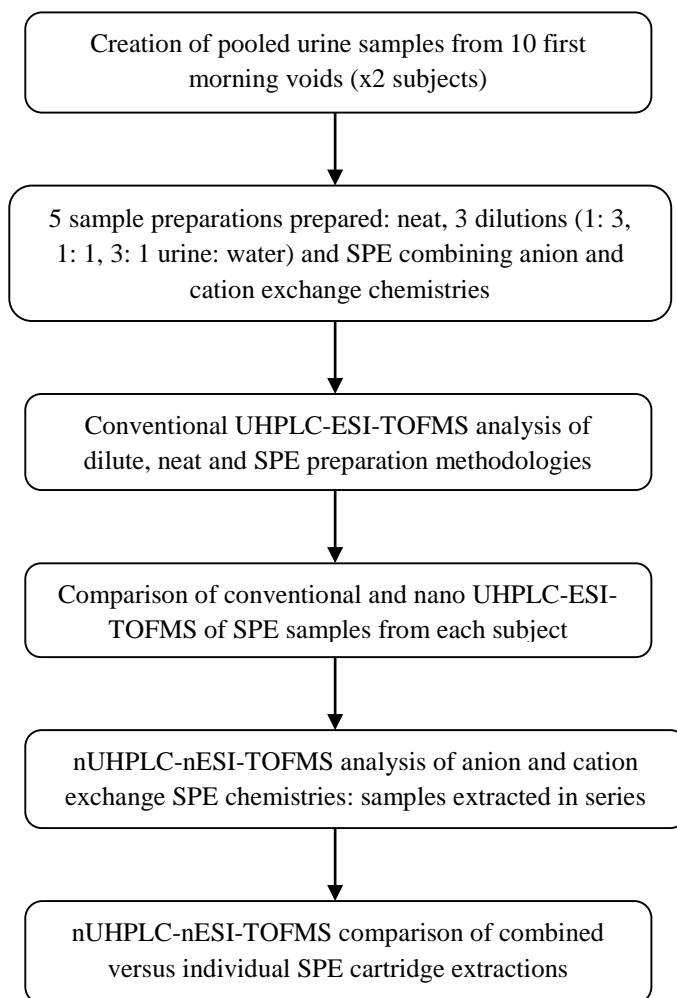 Creation of pooled urine samples from 10 first
morning voids (x2 subjects)
5 sample preparations prepared: neat, 3 dilutions (1: 3,
1: 1, 3: 1 urine: water) and SPE combining anion and
cation exchange chemistries
Conventional UHPLC-ESI-TOFMS analysis of
dilute, neat and SPE preparation methodologies
Comparison of conventional and nano UHPLC-ESI-
TOFMS of SPE samples from each subject
nUHPLC-nESI-TOFMS analysis of anion and cation
exchange SPE chemistries: samples extracted in series
nUHPLC-nESI-TOFMS comparison of combined
versus individual SPE cartridge extractions